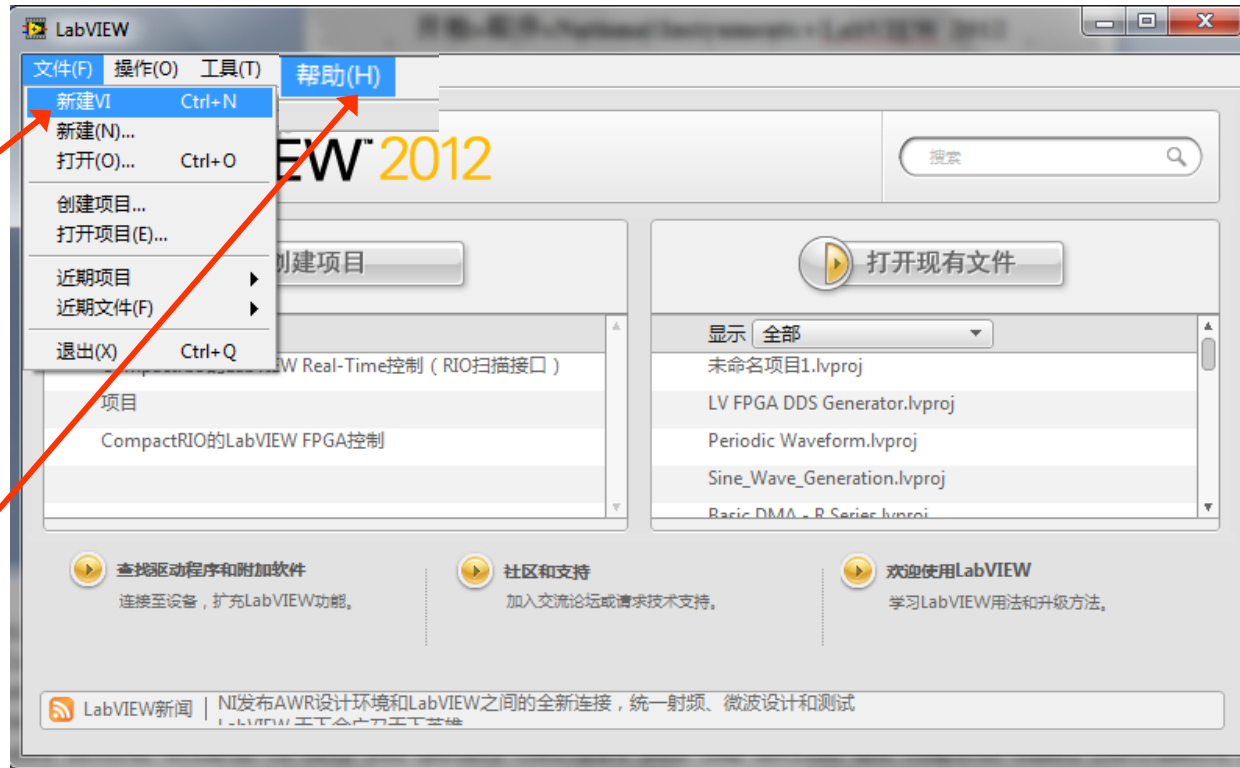 LabVIEW
文件(F) 操作(O) 工具(T) 帮助(H)
新建VI Ctrl+N
新建(N)...
打开(O)... Ctrl+O
创建项目...
打开项目(E)...
近期项目
近期文件(F)
退出(X) Ctrl+Q
EW™ 2012
搜索
创建项目
打开现有文件
显示 全部
Real-Time控制（RIO扫描接口）
项目
CompactRIO的LabVIEW FPGA控制
未命名项目1.lvproj
LV FPGA DDS Generator.lvproj
Periodic Waveform.lvproj
Sine_Wave_Generation.lvproj
Basic DMA - R Series.lvproj
查找驱动程序和附加软件
连接至设备，扩充LabVIEW功能。
社区和支持
加入交流论坛或请求技术支持。
欢迎使用LabVIEW
学习LabVIEW用法和升级方法。
LabVIEW新闻 | NI发布AWR设计环境和LabVIEW之间的全新连接，统一射频、微波设计和测试